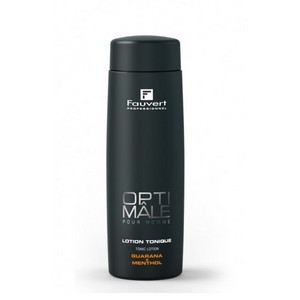 F
Fauvert
PROFESSIONNEL
OPTI
MÂLE
POUR HOMME
LOTION TONIQUE
TONIC LOTION
GUARANA
& MENTHOL